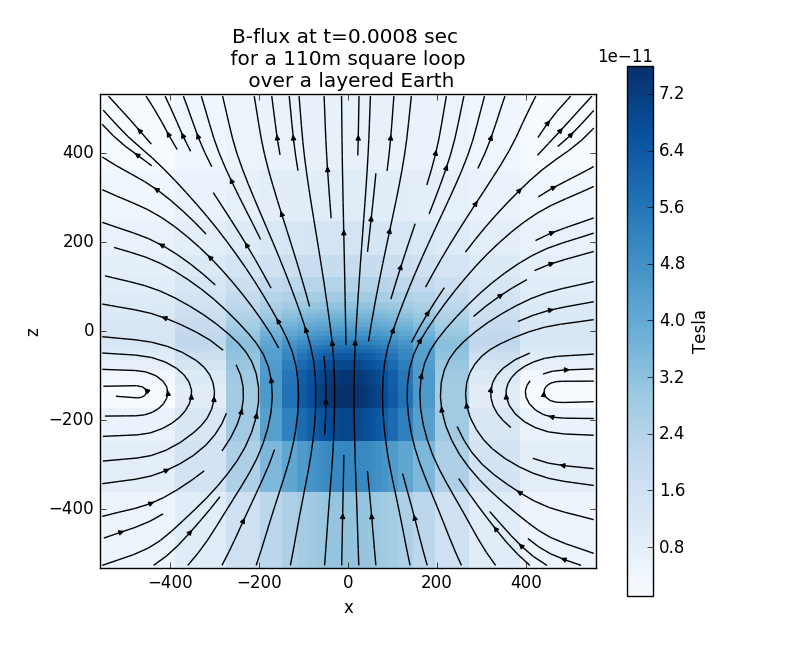 B-flux at t=0.0008 sec
for a 110m square loop
over a layered Earth
1e−11
7.2
6.4
5.6
4.8
4.0
3.2
2.4
1.6
0.8
Tesla
400
200
0
−200
−400
z
−400
−200
0
200
400
x